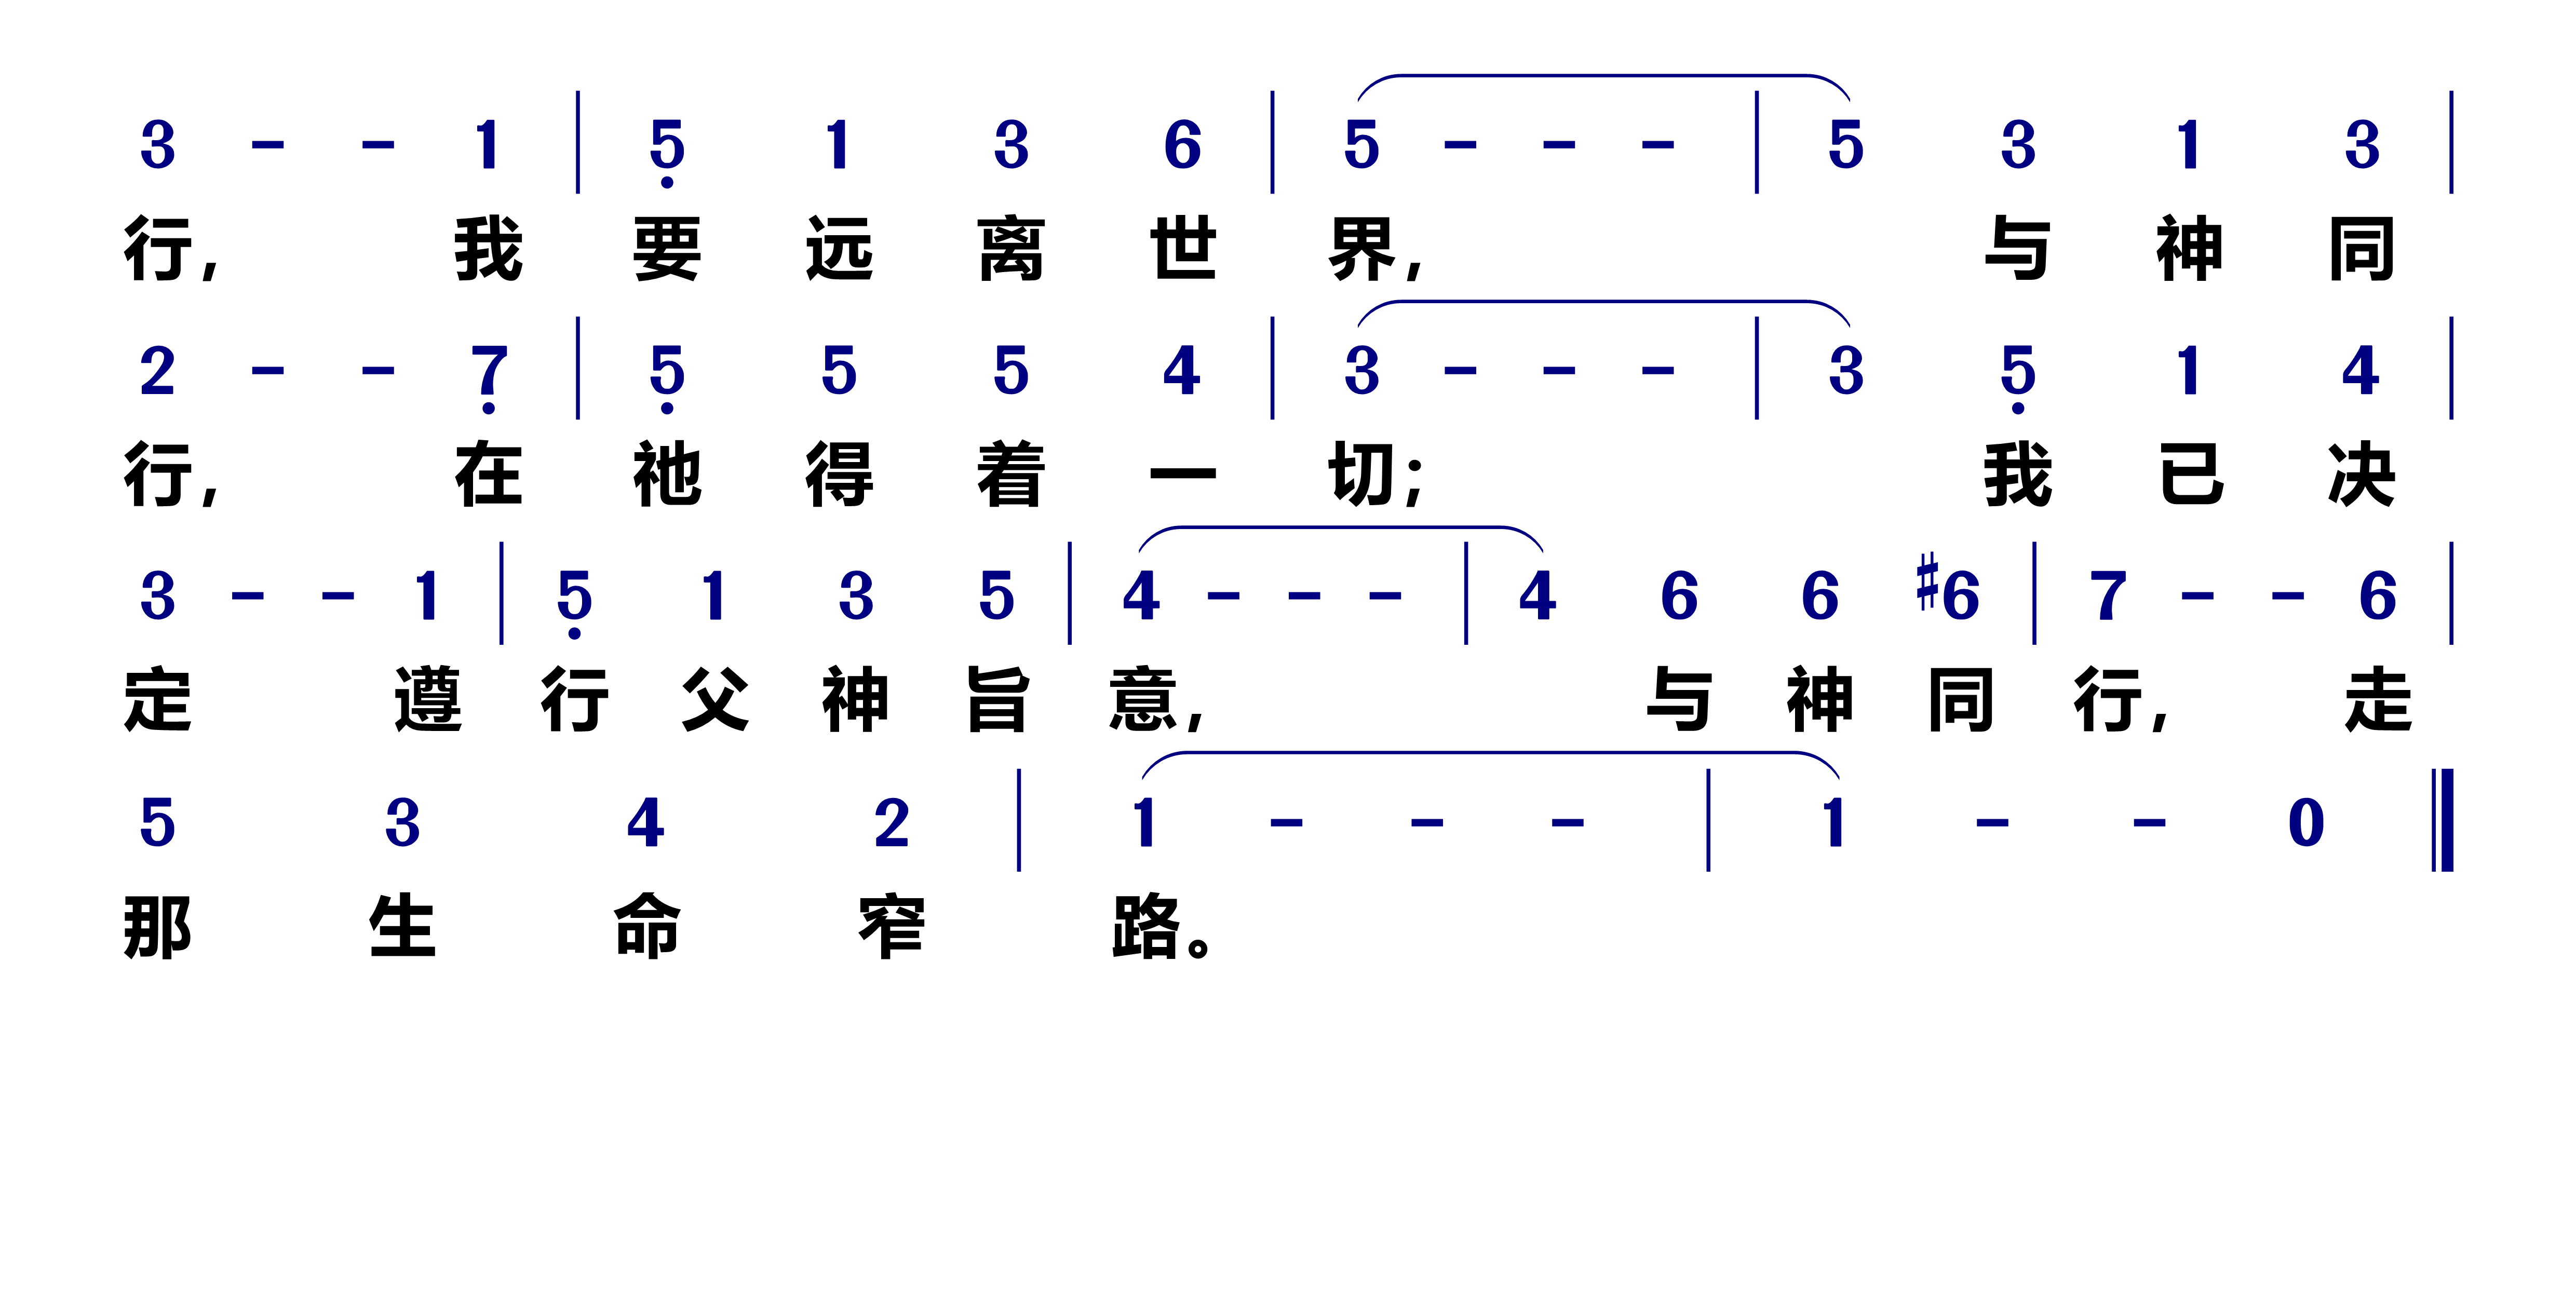 3 - - 1 | 5̣ 1 3 6 | 5 - - - | 5 3 1 3 |
行, 我 要 远 离 世 界, 与 神 同
2 - - 7̣ | 5̣ 5 5 4 | 3 - - - | 3 5̣ 1 4 |
行, 在 祂 得 着 一 切; 我 已 决
3 - - 1 | 5̣ 1 3 5 | 4 - - - | 4 6 6 ♯6 | 7 - - 6 |
定 遵 行 父 神 旨 意, 与 神 同 行, 走
5 3 4 2 | 1 - - - | 1 - - 0 ‖
那 生 命 窄 路。